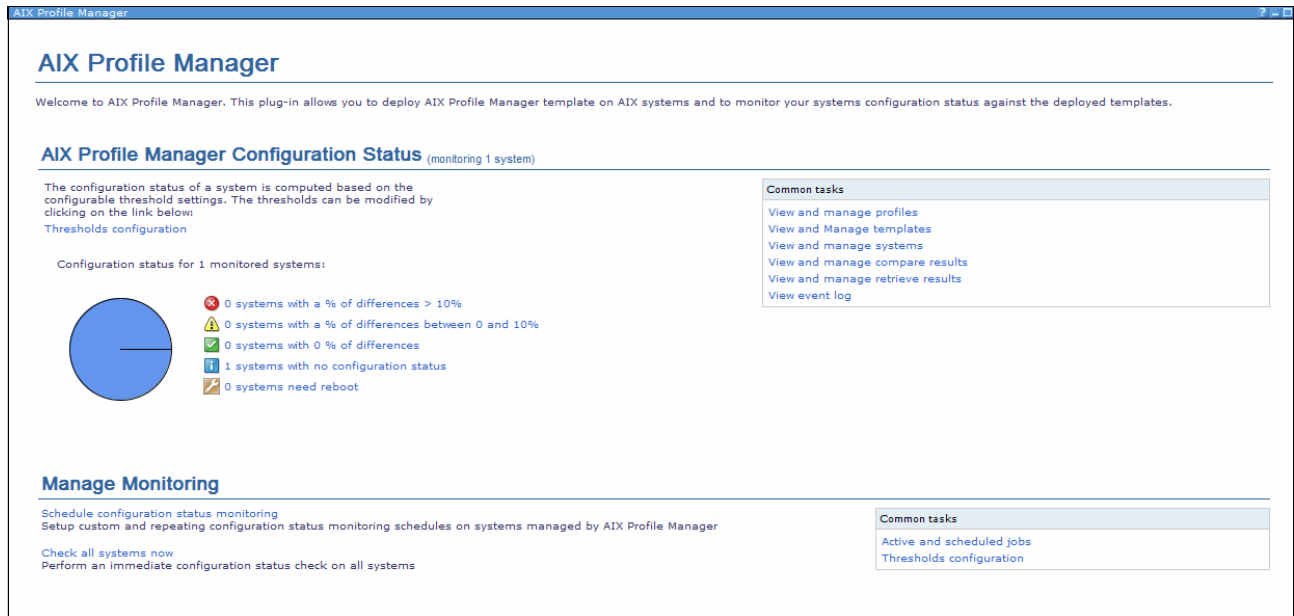 AIX Profile Manager
?
AIX Profile Manager
Welcome to AIX Profile Manager. This plug-in allows you to deploy AIX Profile Manager template on AIX systems and to monitor your systems configuration status against the deployed templates.
AIX Profile Manager Configuration Status (monitoring 1 system)
The configuration status of a system is computed based on the
configurable threshold settings. The thresholds can be modified by
clicking on the link below:
Thresholds configuration
Configuration status for 1 monitored systems:
0 systems with a % of differences > 10%
0 systems with a % of differences between 0 and 10%
0 systems with 0 % of differences
1 systems with no configuration status
0 systems need reboot
Common tasks
View and manage profiles
View and Manage templates
View and manage systems
View and manage compare results
View and manage retrieve results
View event log
Manage Monitoring
Schedule configuration status monitoring
Setup custom and repeating configuration status monitoring schedules on systems managed by AIX Profile Manager
Check all systems now
Perform an immediate configuration status check on all systems
Common tasks
Active and scheduled jobs
Thresholds configuration